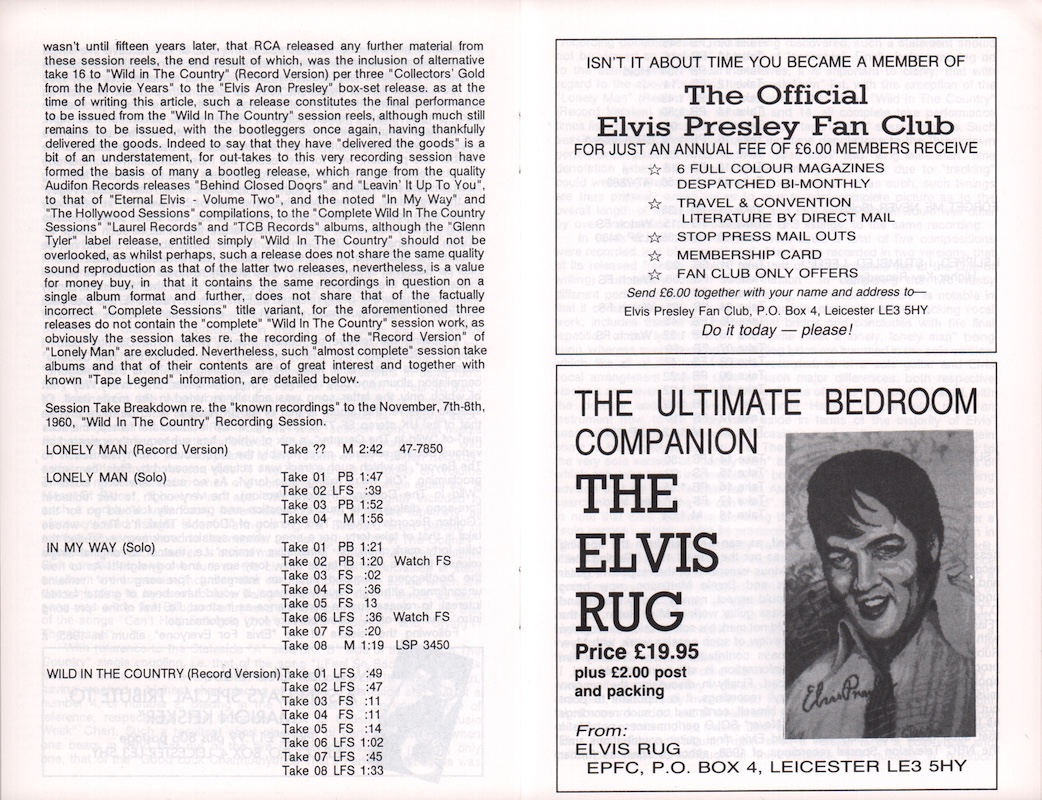 wasn't until fifteen years later, that RCA released any further material from
these session reels, the end result of which, was the inclusion of alternative
take 16 to "Wild in The Country" (Record Version) per three "Collectors' Gold
from the Movie Years" to the "Elvis Aron Presley" box-set release. as at the
time of writing this article, such a release constitutes the final performance
to be issued from the "Wild In The Country" session reels, although much still
remains to be issued, with the bootleggers once again, having thankfully
delivered the goods. Indeed to say that they have "delivered the goods" is a
bit of an understatement, for out-takes to this very recording session have
formed the basis of many a bootleg release, which range from the quality
Audifon Records releases "Behind Closed Doors" and "Leavin' It Up To You",
to that of "Eternal Elvis - Volume Two", and the noted "In My Way" and
"The Hollywood Sessions" compilations, to the "Complete Wild In The Country
Sessions" "Laurel Records" and "TCB Records" albums, although the "Glenn
Tyler" label release, entitled simply "Wild In The Country" should not be
overlooked, as whilst perhaps, such a release does not share the same quality
sound reproduction as that of the latter two releases, nevertheless, is a value
for money buy, in that it contains the same recordings in question on a
single album format and further, does not share that of the factually
incorrect "Complete Sessions" title variant, for the aforementioned three
releases do not contain the "complete" "Wild In The Country" session work, as
obviously the session takes re. the recording of the "Record Version" of
"Lonely Man" are excluded. Nevertheless, such "almost complete" session take
albums and that of their contents are of great interest and together with
known "Tape Legend" information, are detailed below.
Session Take Breakdown re. the "known recordings" to the November, 7th-8th,
1960, "Wild In The Country" Recording Session.
LONELY MAN (Record Version) Take ?? M 2:42 47-7850
LONELY MAN (Solo) Take 01 PB 1:47
Take 02 LFS :39
Take 03 PB 1:52
Take 04 M 1:56
IN MY WAY (Solo) Take 01 PB 1:21
Take 02 PB 1:20 Watch FS
Take 03 FS :02
Take 04 FS :36
Take 05 FS 13
Take 06 LFS :36 Watch FS
Take 07 FS :20
Take 08 M 1:19 LSP 3450
WILD IN THE COUNTRY (Record Version) Take 01 LFS :49
Take 02 LFS :47
Take 03 FS :11
Take 04 FS :11
Take 05 FS :14
Take 06 LFS 1:02
Take 07 LFS :45
Take 08 LFS 1:33
ISN'T IT ABOUT TIME YOU BECAME A MEMBER OF
The Official
Elvis Presley Fan Club
FOR JUST AN ANNUAL FEE OF £6.00 MEMBERS RECEIVE
☆ 6 FULL COLOUR MAGAZINES
DESPATCHED BI-MONTHLY
☆ TRAVEL & CONVENTION
LITERATURE BY DIRECT MAIL
☆ STOP PRESS MAIL OUTS
☆ MEMBERSHIP CARD
☆ FAN CLUB ONLY OFFERS
Send £6.00 together with your name and address to—
Elvis Presley Fan Club, P.O. Box 4, Leicester LE3 5HY
Do it today — please!
THE ULTIMATE BEDROOM
COMPANION
THE
ELVIS
RUG
Price £19.95
plus £2.00 post
and packing
Elvis Presley
From:
ELVIS RUG
EPFC, P.O. BOX 4, LEICESTER LE3 5HY